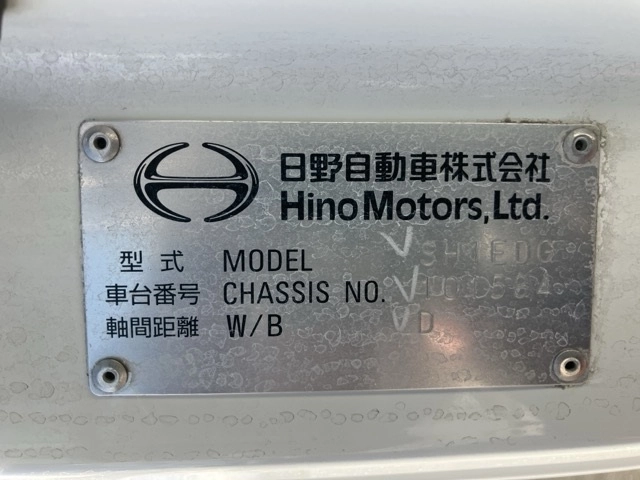 日野自動車株式会社
Hino Motors, Ltd.
型式 MODEL SH1EDG
車台番号 CHASSIS NO.
軸間距離 W/B D